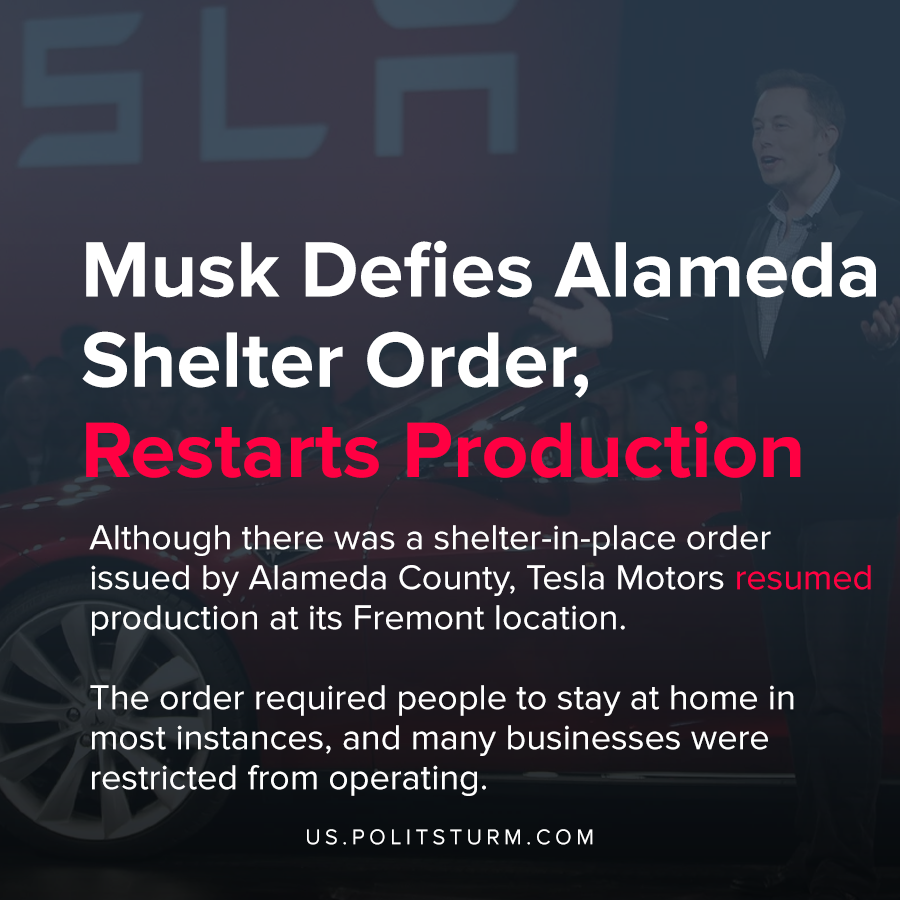 SLA
Musk Defies Alameda
Shelter Order,
Restarts Production
Although there was a shelter-in-place order
issued by Alameda County, Tesla Motors resumed
production at its Fremont location.
The order required people to stay at home in
most instances, and many businesses were
restricted from operating.
US.POLITSTURM.COM